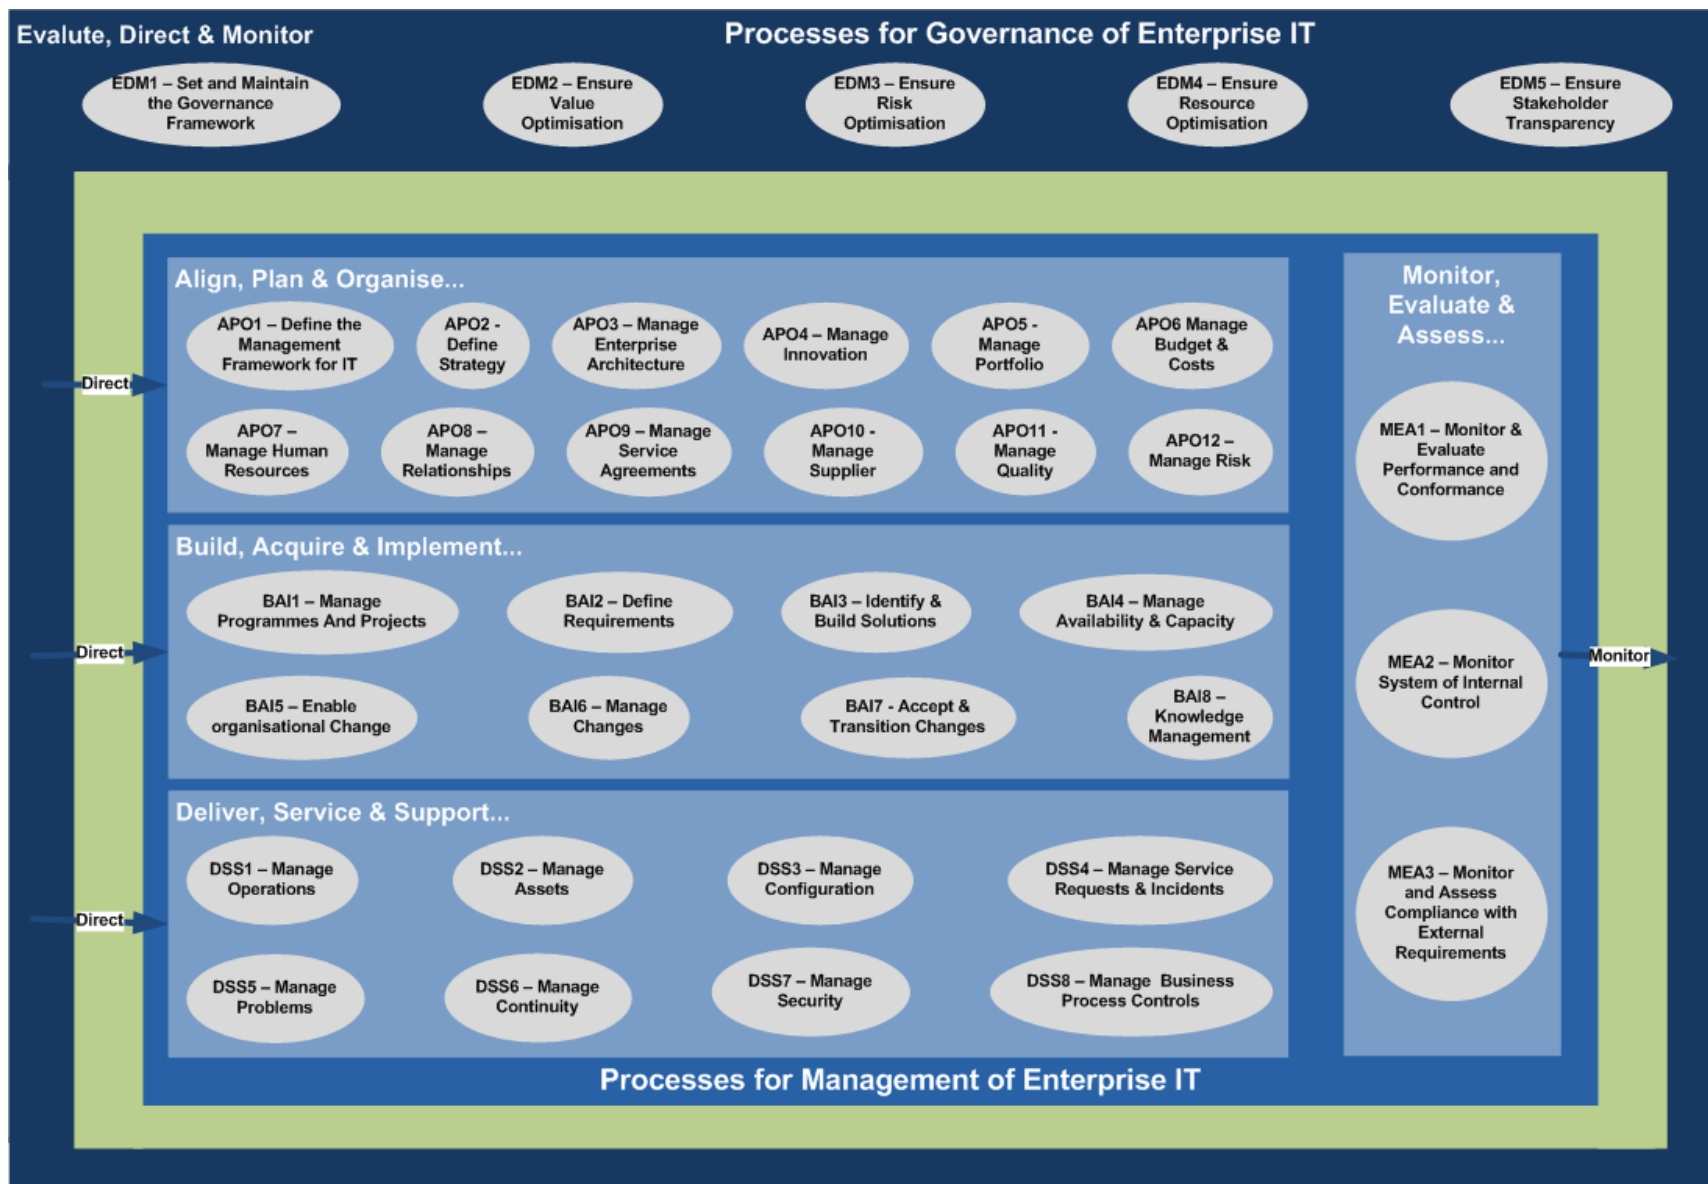 Evalute, Direct & Monitor
Processes for Governance of Enterprise IT
EDM1 – Set and Maintain
the Governance
Framework
EDM2 – Ensure
Value
Optimisation
EDM3 – Ensure
Risk
Optimisation
EDM4 – Ensure
Resource
Optimisation
EDM5 – Ensure
Stakeholder
Transparency
Align, Plan & Organise...
APO1 – Define the
Management
Framework for IT
APO2 -
Define
Strategy
APO3 – Manage
Enterprise
Architecture
APO4 – Manage
Innovation
APO5 -
Manage
Portfolio
APO6 Manage
Budget &
Costs
Direct
APO7 –
Manage Human
Resources
APO8 –
Manage
Relationships
APO9 – Manage
Service
Agreements
APO10 -
Manage
Supplier
APO11 -
Manage
Quality
APO12 –
Manage Risk
Build, Acquire & Implement...
BAI1 – Manage
Programmes And Projects
BAI2 – Define
Requirements
BAI3 – Identify &
Build Solutions
BAI4 – Manage
Availability & Capacity
Direct
BAI5 – Enable
organisational Change
BAI6 – Manage
Changes
BAI7 - Accept &
Transition Changes
BAI8 –
Knowledge
Management
Deliver, Service & Support...
DSS1 – Manage
Operations
DSS2 – Manage
Assets
DSS3 – Manage
Configuration
DSS4 – Manage Service
Requests & Incidents
Direct
DSS5 – Manage
Problems
DSS6 – Manage
Continuity
DSS7 – Manage
Security
DSS8 – Manage  Business
Process Controls
Monitor,
Evaluate &
Assess...
MEA1 – Monitor &
Evaluate
Performance and
Conformance
MEA2 – Monitor
System of Internal
Control
Monitor
MEA3 – Monitor
and Assess
Compliance with
External
Requirements
Processes for Management of Enterprise IT